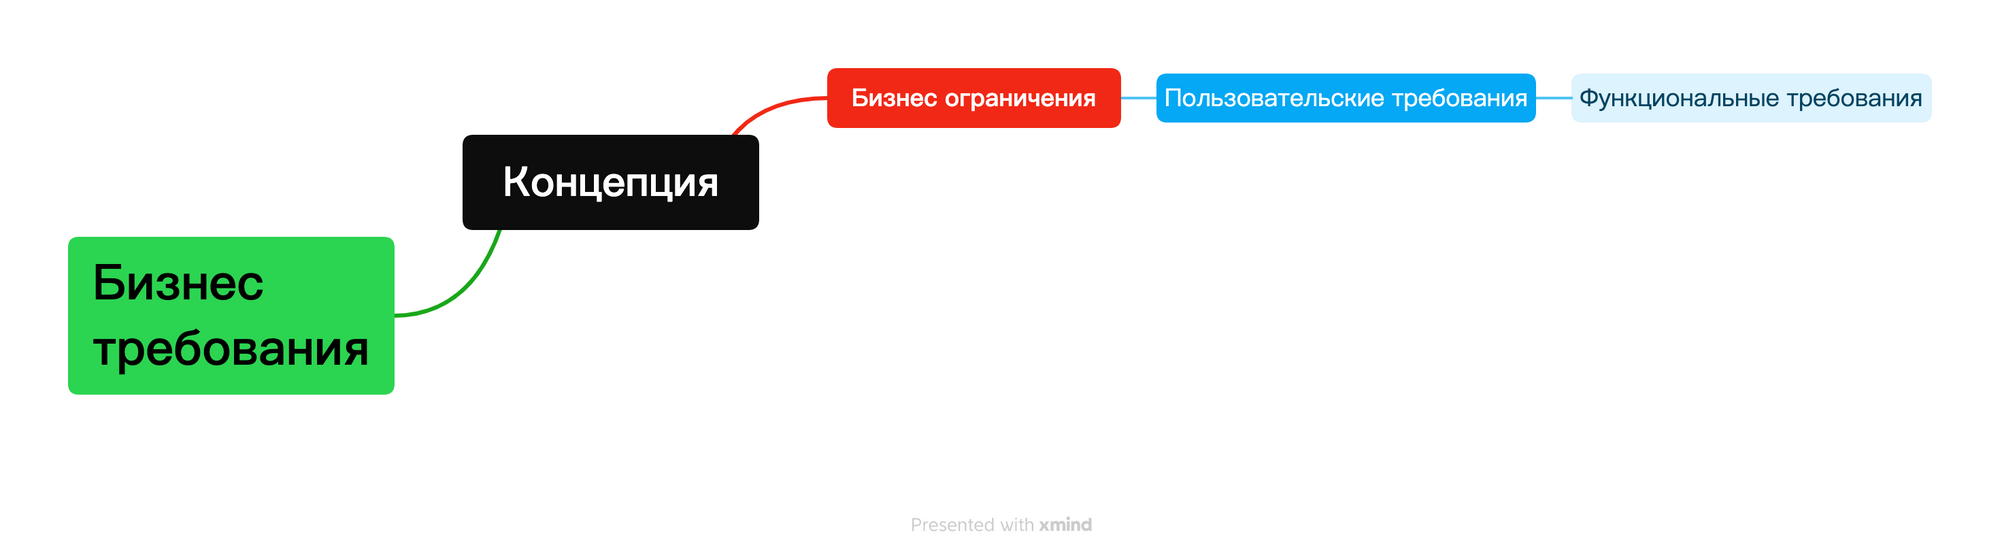 Бизнес ограничения
Пользовательские требования
Функциональные требования
Концепция
Бизнес
требования
Presented with xmind